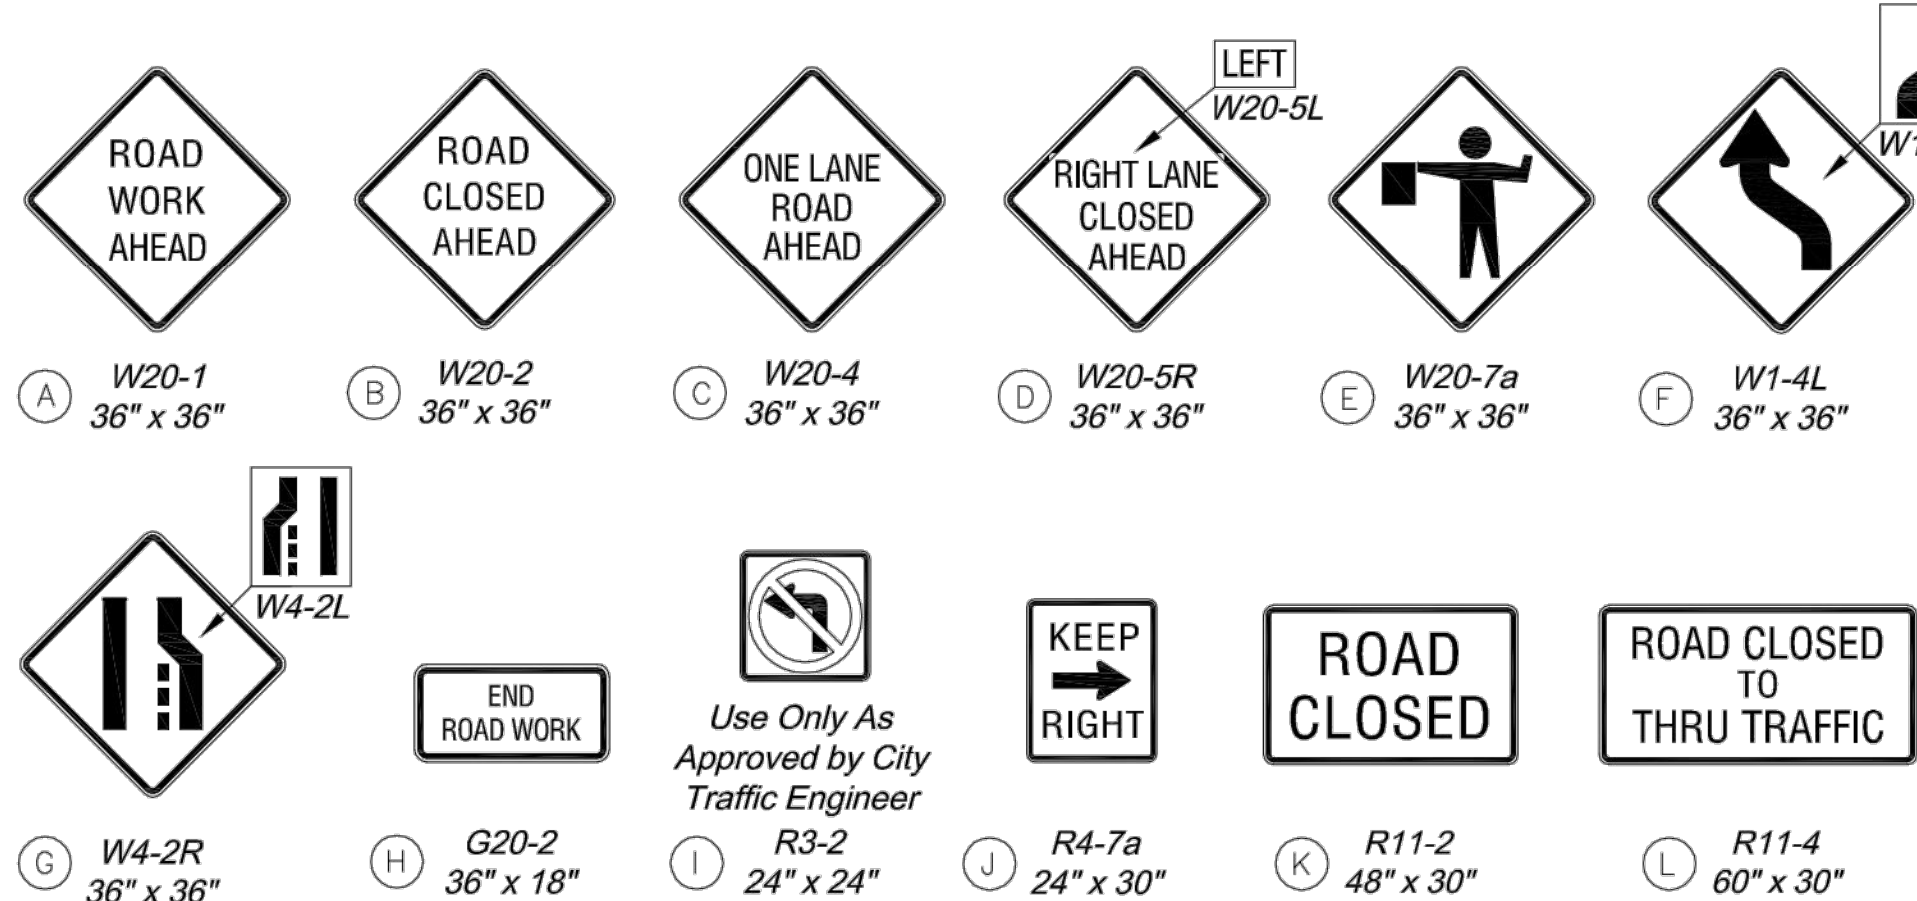 ROAD
WORK
AHEAD
A
W20-1
36" x 36"
ROAD
CLOSED
AHEAD
B
W20-2
36" x 36"
ONE LANE
ROAD
AHEAD
C
W20-4
36" x 36"
LEFT
W20-5L
RIGHT LANE
CLOSED
AHEAD
D
W20-5R
36" x 36"
E
W20-7a
36" x 36"
F
W1-4L
36" x 36"
W4-2L
G
W4-2R
36" x 36"
END
ROAD WORK
H
G20-2
36" x 18"
Use Only As
Approved by City
Traffic Engineer
I
R3-2
24" x 24"
KEEP
RIGHT
J
R4-7a
24" x 30"
ROAD
CLOSED
K
R11-2
48" x 30"
ROAD CLOSED
TO
THRU TRAFFIC
L
R11-4
60" x 30"